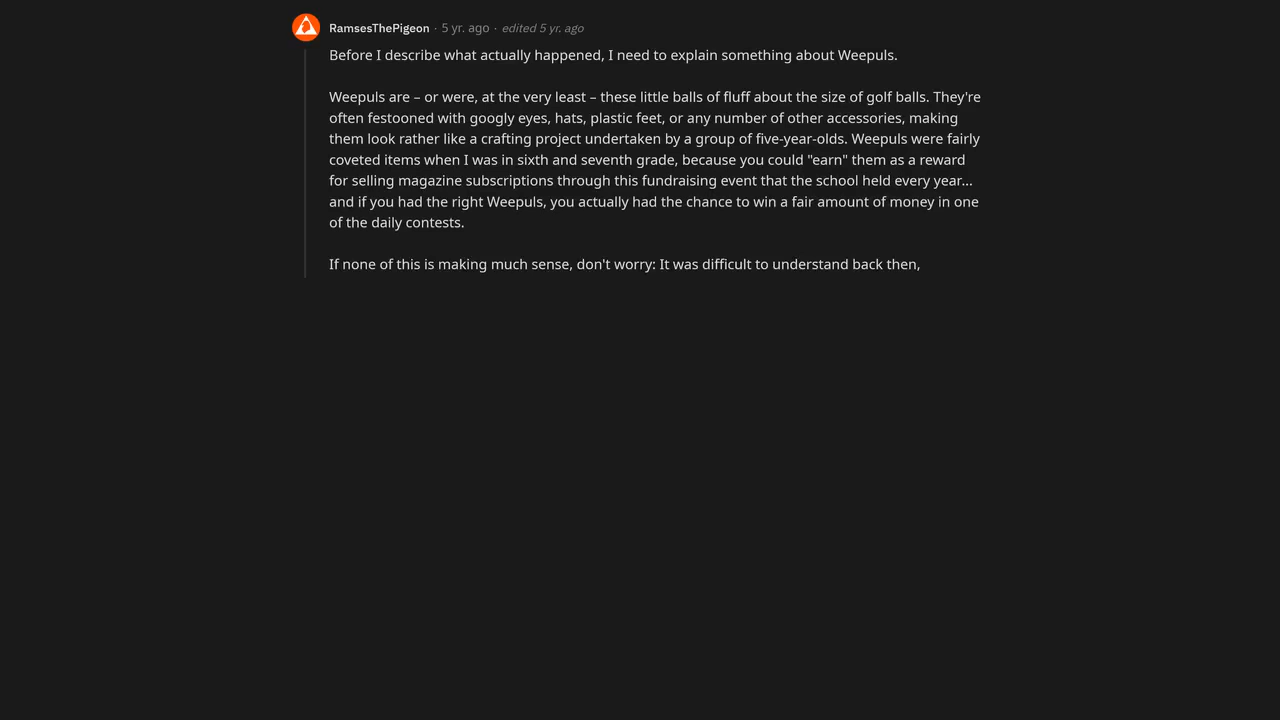 RamsesThePigeon · 5 yr. ago · edited 5 yr. ago
Before I describe what actually happened, I need to explain something about Weepuls.
Weepuls are – or were, at the very least – these little balls of fluff about the size of golf balls. They're
often festooned with googly eyes, hats, plastic feet, or any number of other accessories, making
them look rather like a crafting project undertaken by a group of five-year-olds. Weepuls were fairly
coveted items when I was in sixth and seventh grade, because you could "earn" them as a reward
for selling magazine subscriptions through this fundraising event that the school held every year...
and if you had the right Weepuls, you actually had the chance to win a fair amount of money in one
of the daily contests.
If none of this is making much sense, don't worry: It was difficult to understand back then,